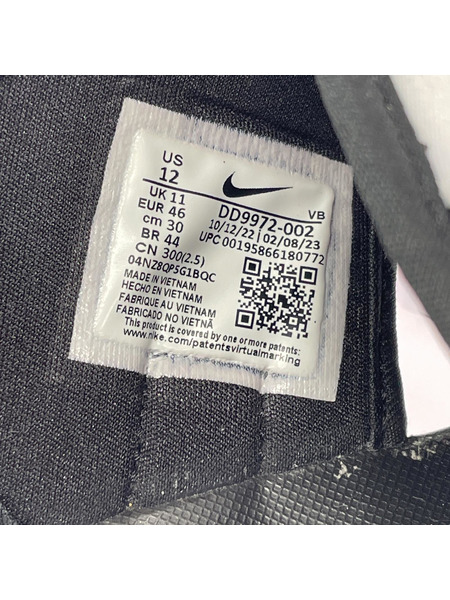 US
12
UK 11
EUR 46
cm 30
BR 44
CN 300(2.5)
04NZ8QP5G1BQC
VB
DD9972-002
10/12/22 | 02/08/23
UPC 00195866180772
MADE IN VIETNAM
HECHO EN VIETNAM
FABRIQUE AU VIETNAM
FABRICADO NO VIETNÃ
This product is covered by one or more patents:
www.nike.com/patentsvirtualmarking